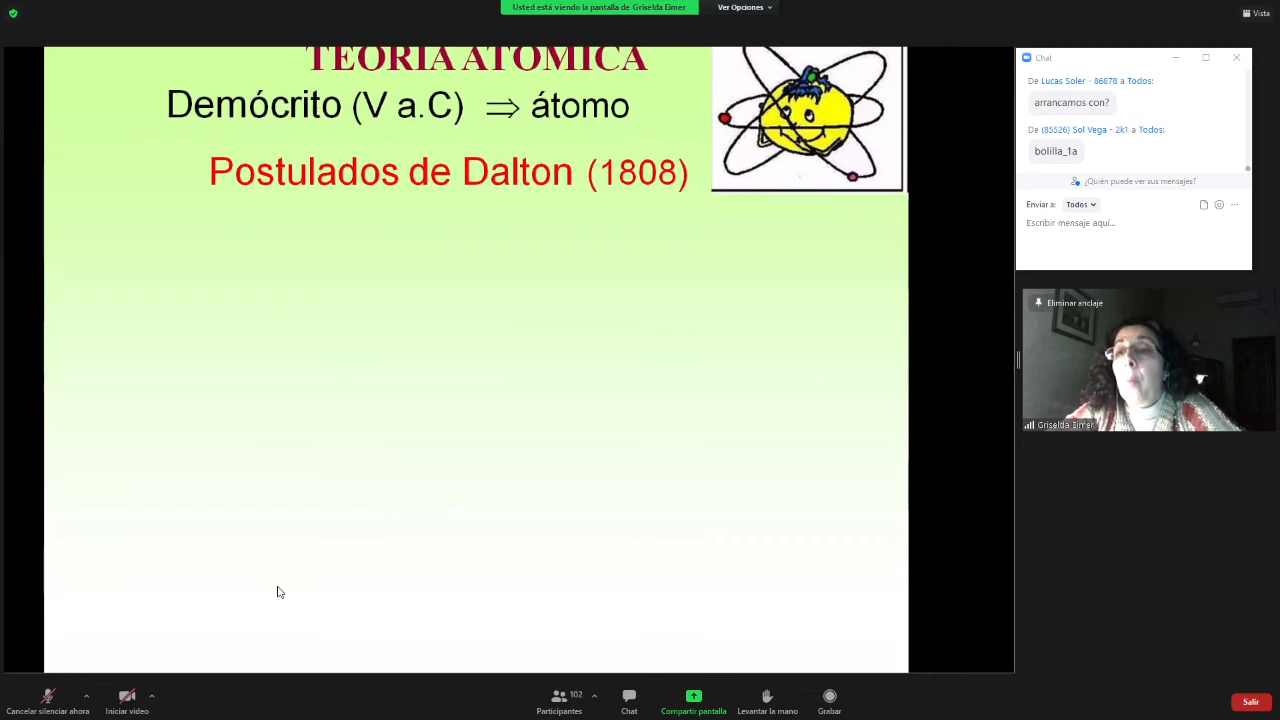 Usted está viendo la pantalla de Griselda Eimer
Ver Opciones
Vista
TEORIA ATOMICA
Demócrito (V a.C) ⇒ átomo
Postulados de Dalton (1808)
Chat
De Lucas Soler - 86678 a Todos:
arrancamos con?
De (85526) Sol Vega - 2k1 a Todos:
bolilla_1a
¿Quién puede ver sus mensajes?
Enviar a: Todos
Escribir mensaje aquí...
Eliminar anclaje
Griselda Eimer
Cancelar silenciar ahora
Iniciar video
102
Participantes
Chat
Compartir pantalla
Levantar la mano
Grabar
Salir